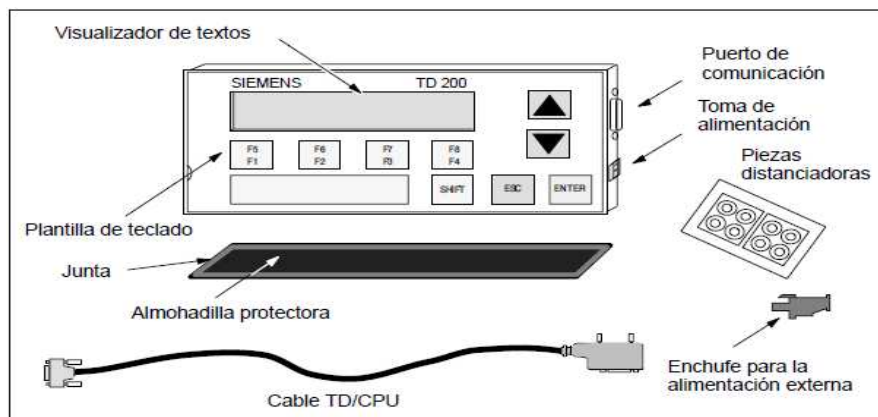 Visualizador de textos
Puerto de
comunicación
SIEMENS TD 200
Toma de
alimentación
Piezas
distanciadoras
F5 F6 F7 F8
F1 F2 F3 F4
SHIFT ESC ENTER
Plantilla de teclado
Junta
Almohadilla protectora
Enchufe para la
alimentación externa
Cable TD/CPU